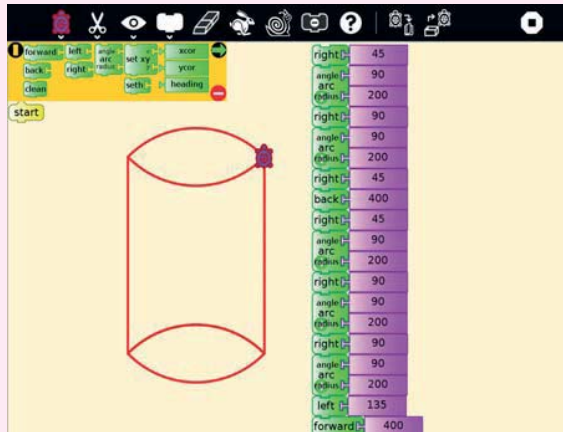 forward left angle arc radius set xy x y xcor ycor
back right seth heading
clean
start
right 45
angle 90
arc
radius 200
right 90
angle 90
arc
radius 200
right 45
back 400
right 45
angle 90
arc
radius 200
right 90
angle 90
arc
radius 200
right 90
angle 90
arc
radius 200
left 135
forward 400